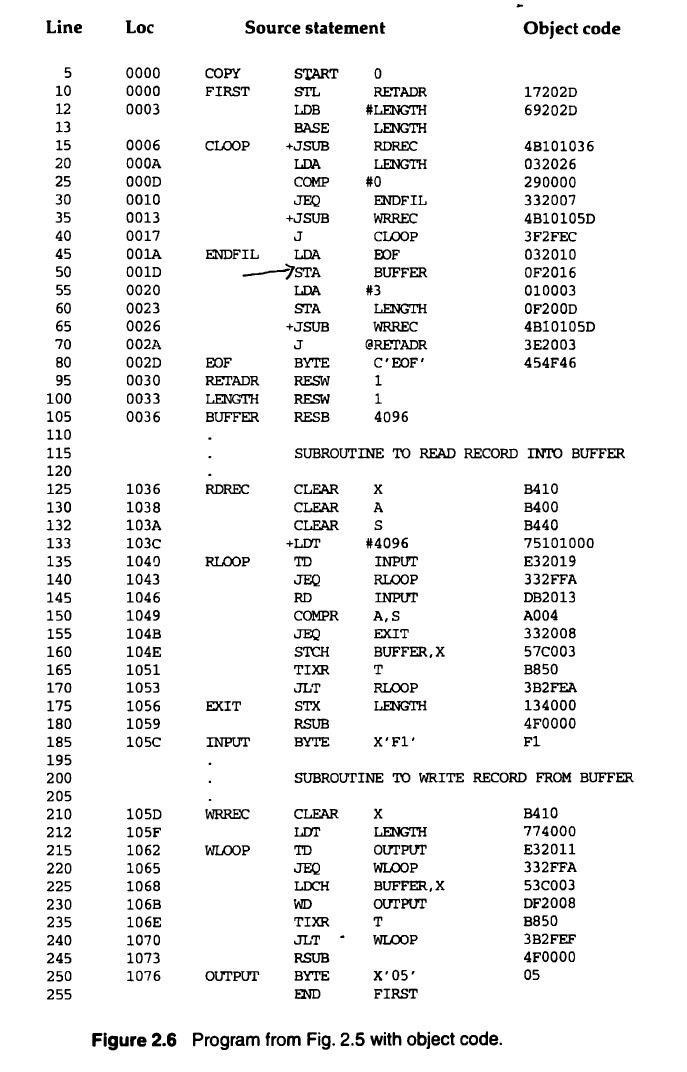 Line Loc Source statement Object code
5 0000 COPY START 0
10 0000 FIRST STL RETADR 17202D
12 0003 LDB #LENGTH 69202D
13 BASE LENGTH
15 0006 CLOOP +JSUB RDREC 4B101036
20 000A LDA LENGTH 032026
25 000D COMP #0 290000
30 0010 JEQ ENDFIL 332007
35 0013 +JSUB WRREC 4B10105D
40 0017 J CLOOP 3F2FEC
45 001A ENDFIL LDA EOF 032010
50 001D STA BUFFER 0F2016
55 0020 LDA #3 010003
60 0023 STA LENGTH 0F200D
65 0026 +JSUB WRREC 4B10105D
70 002A J @RETADR 3E2003
80 002D EOF BYTE C'EOF' 454F46
95 0030 RETADR RESW 1
100 0033 LENGTH RESW 1
105 0036 BUFFER RESB 4096
110 .
115 . SUBROUTINE TO READ RECORD INTO BUFFER
120 .
125 1036 RDREC CLEAR X B410
130 1038 CLEAR A B400
132 103A CLEAR S B440
133 103C +LDT #4096 75101000
135 1040 RLOOP TD INPUT E32019
140 1043 JEQ RLOOP 332FFA
145 1046 RD INPUT DB2013
150 1049 COMPR A,S A004
155 104B JEQ EXIT 332008
160 104E STCH BUFFER,X 57C003
165 1051 TIXR T B850
170 1053 JLT RLOOP 3B2FEA
175 1056 EXIT STX LENGTH 134000
180 1059 RSUB 4F0000
185 105C INPUT BYTE X'F1' F1
195 .
200 . SUBROUTINE TO WRITE RECORD FROM BUFFER
205 .
210 105D WRREC CLEAR X B410
212 105F LDT LENGTH 774000
215 1062 WLOOP TD OUTPUT E32011
220 1065 JEQ WLOOP 332FFA
225 1068 LDCH BUFFER,X 53C003
230 106B WD OUTPUT DF2008
235 106E TIXR T B850
240 1070 JLT WLOOP 3B2FEF
245 1073 RSUB 4F0000
250 1076 OUTPUT BYTE X'05' 05
255 END FIRST
Figure 2.6 Program from Fig. 2.5 with object code.